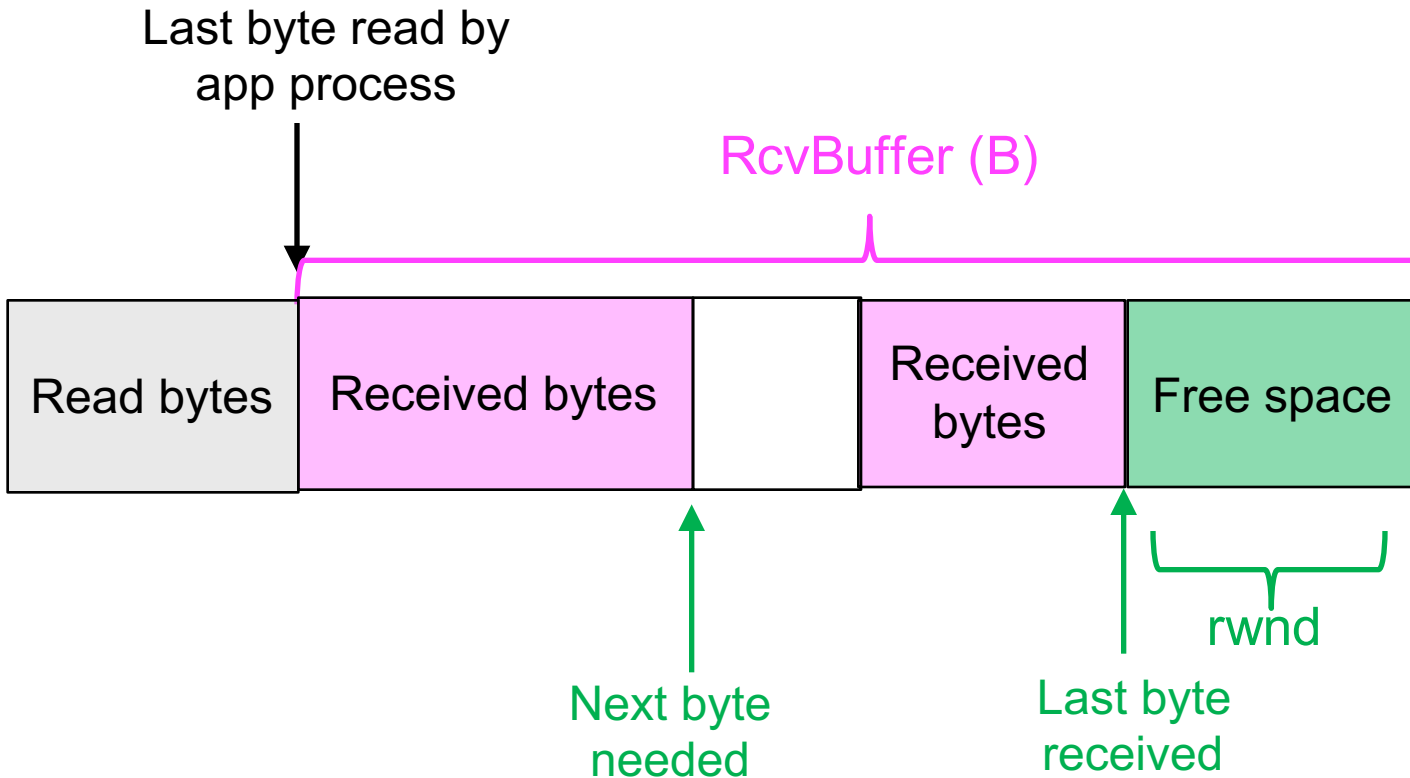 Last byte read by
app process
RcvBuffer (B)
Read bytes
Received bytes
Received
bytes
Free space
rwnd
Next byte
needed
Last byte
received